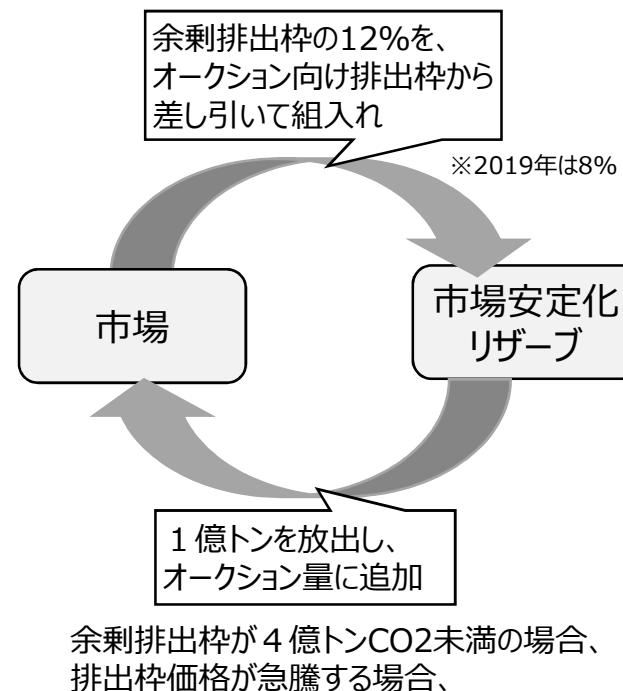 余剰排出枠の12%を、
オークション向け排出枠から
差し引いて組入れ
※2019年は8%
市場
市場安定化
リザーブ
１億トンを放出し、
オークション量に追加
余剰排出枠が４億トンCO2未満の場合、
排出枠価格が急騰する場合、